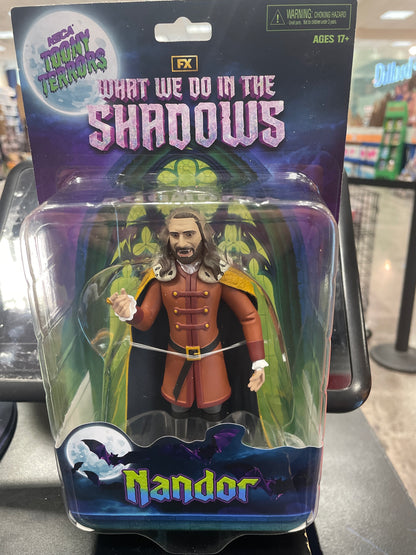 NECA
TOONY
TERRORS
FX
WHAT WE DO IN THE
SHADOWS
WARNING: CHOKING HAZARD
AGES 17+
Nandor